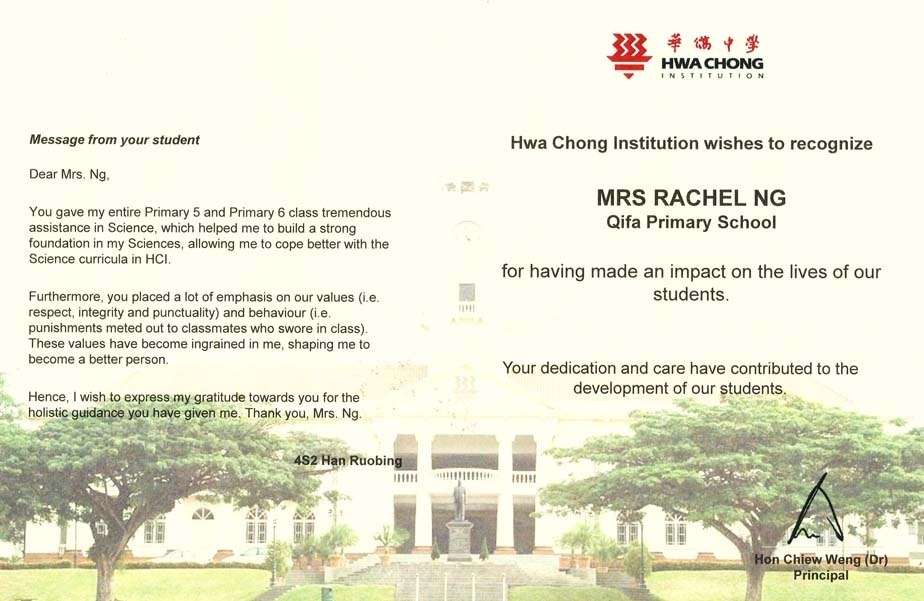 Message from your student
Dear Mrs. Ng,
You gave my entire Primary 5 and Primary 6 class tremendous
assistance in Science, which helped me to build a strong
foundation in my Sciences, allowing me to cope better with the
Science curricula in HCI.
Furthermore, you placed a lot of emphasis on our values (i.e.
respect, integrity and punctuality) and behaviour (i.e.
punishments meted out to classmates who swore in class).
These values have become ingrained in me, shaping me to
become a better person.
Hence, I wish to express my gratitude towards you for the
holistic guidance you have given me. Thank you, Mrs. Ng.
4S2 Han Ruobing
華僑中學
HWA CHONG
INSTITUTION
Hwa Chong Institution wishes to recognize
MRS RACHEL NG
Qifa Primary School
for having made an impact on the lives of our
students.
Your dedication and care have contributed to the
development of our students.
Hon Chiew Weng (Dr)
Principal